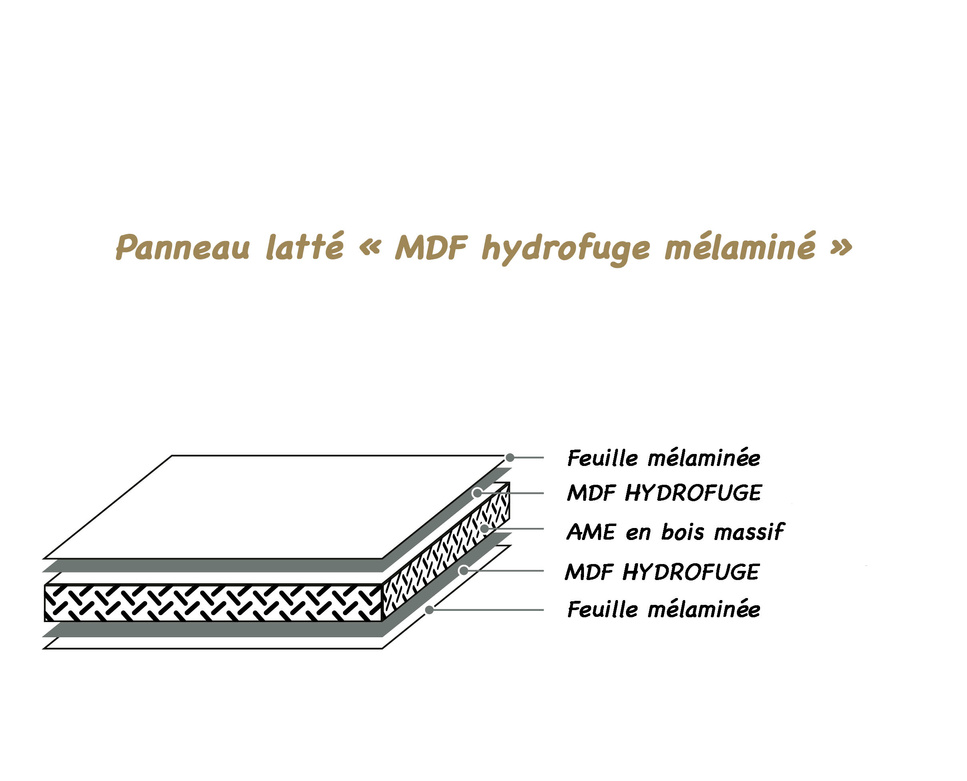 Panneau latté « MDF hydrofuge mélaminé »
Feuille mélaminée
MDF HYDROFUGE
AME en bois massif
MDF HYDROFUGE
Feuille mélaminée